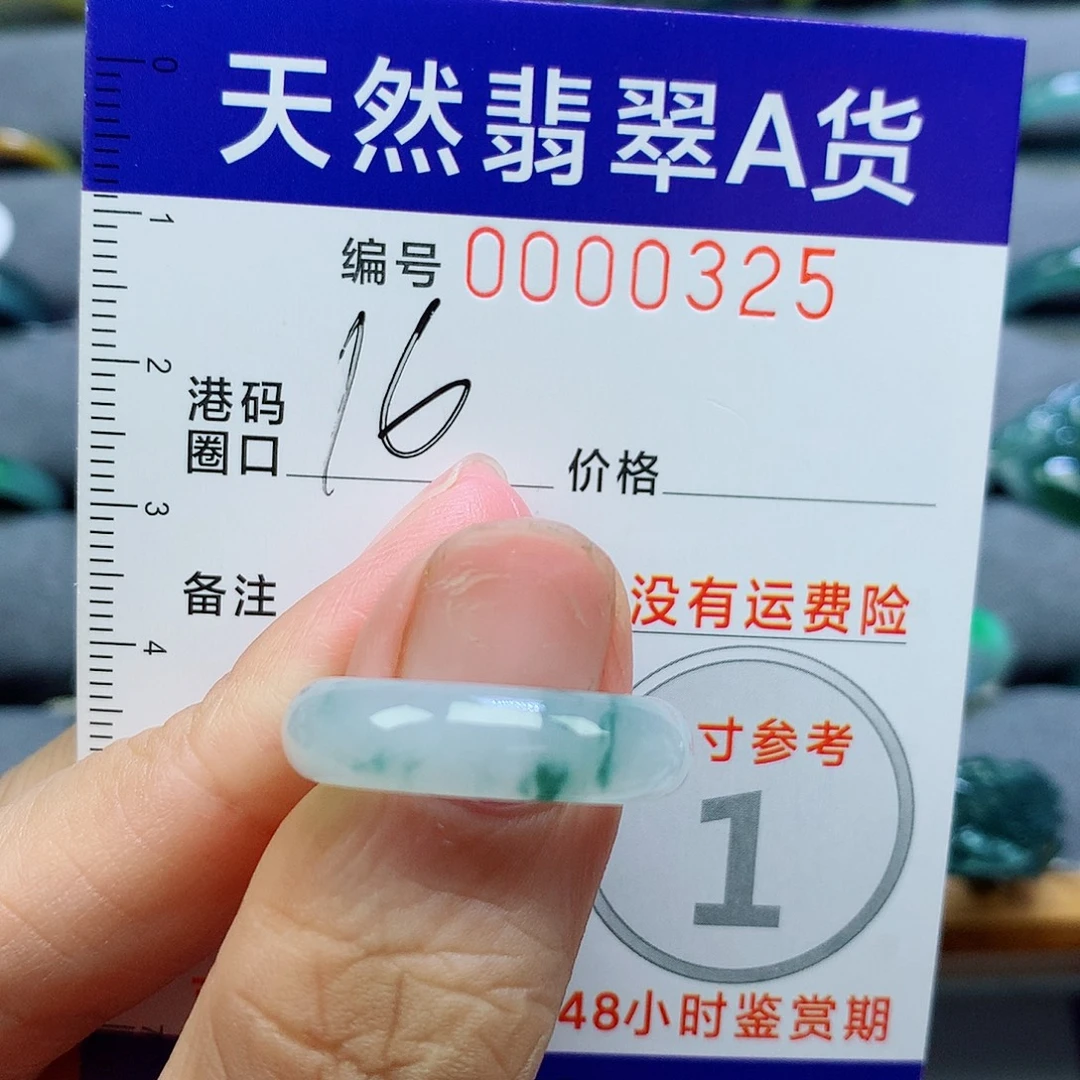 天然翡翠A货
编号 0000325
港码
圈口 16 价格
备注 没有运费险
寸参考
1
48小时鉴赏期
0
1
2
3
4